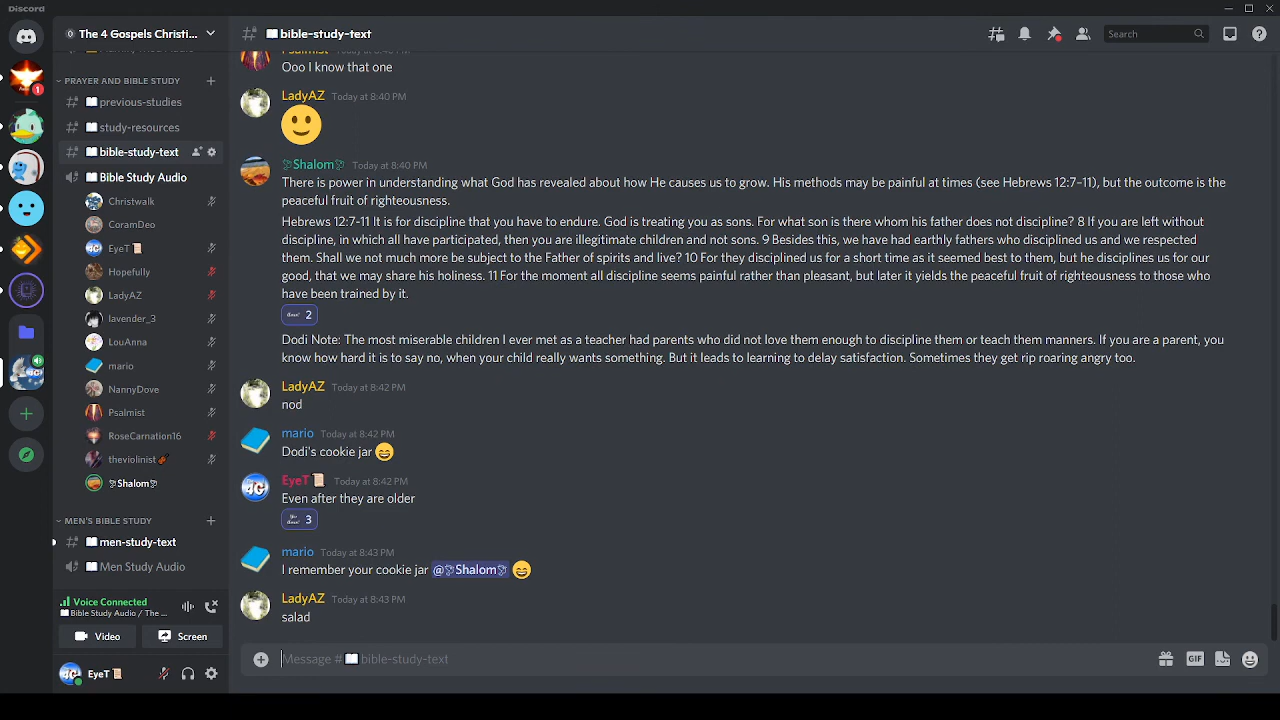 Discord
The 4 Gospels Christi...
bible-study-text
Search
PRAYER AND BIBLE STUDY
previous-studies
study-resources
bible-study-text
Bible Study Audio
Christwalk
CoramDeo
EyeT
Hopefully
LadyAZ
lavender_3
LouAnna
mario
NannyDove
Psalmist
RoseCarnation16
theviolinist
Shalom
MEN'S BIBLE STUDY
men-study-text
Men Study Audio
Voice Connected
Bible Study Audio / The ...
Video
Screen
EyeT
1
Psalmist Today at 8:40 PM
Ooo I know that one
LadyAZ Today at 8:40 PM
Shalom Today at 8:40 PM
There is power in understanding what God has revealed about how He causes us to grow. His methods may be painful at times (see Hebrews 12:7–11), but the outcome is the
peaceful fruit of righteousness.
Hebrews 12:7-11 It is for discipline that you have to endure. God is treating you as sons. For what son is there whom his father does not discipline? 8 If you are left without
discipline, in which all have participated, then you are illegitimate children and not sons. 9 Besides this, we have had earthly fathers who disciplined us and we respected
them. Shall we not much more be subject to the Father of spirits and live? 10 For they disciplined us for a short time as it seemed best to them, but he disciplines us for our
good, that we may share his holiness. 11 For the moment all discipline seems painful rather than pleasant, but later it yields the peaceful fruit of righteousness to those who
have been trained by it.
2
Dodi Note: The most miserable children I ever met as a teacher had parents who did not love them enough to discipline them or teach them manners. If you are a parent, you
know how hard it is to say no, when your child really wants something. But it leads to learning to delay satisfaction. Sometimes they get rip roaring angry too.
LadyAZ Today at 8:42 PM
nod
mario Today at 8:42 PM
Dodi's cookie jar
EyeT Today at 8:42 PM
4G
Even after they are older
3
mario Today at 8:43 PM
I remember your cookie jar @Shalom
LadyAZ Today at 8:43 PM
salad
Message # bible-study-text
GIF